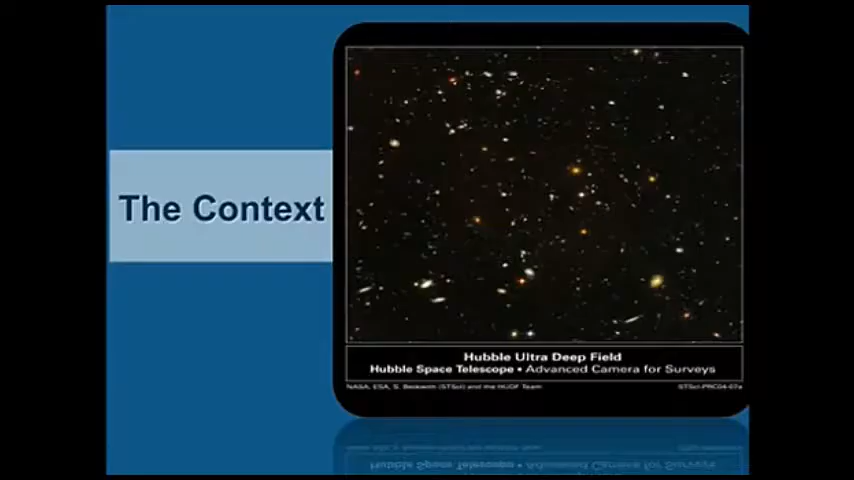 The Context
Hubble Ultra Deep Field
Hubble Space Telescope • Advanced Camera for Surveys
NASA, ESA, S. Beckwith (STScI) and the HUDF Team
STScI-PRC04-07a